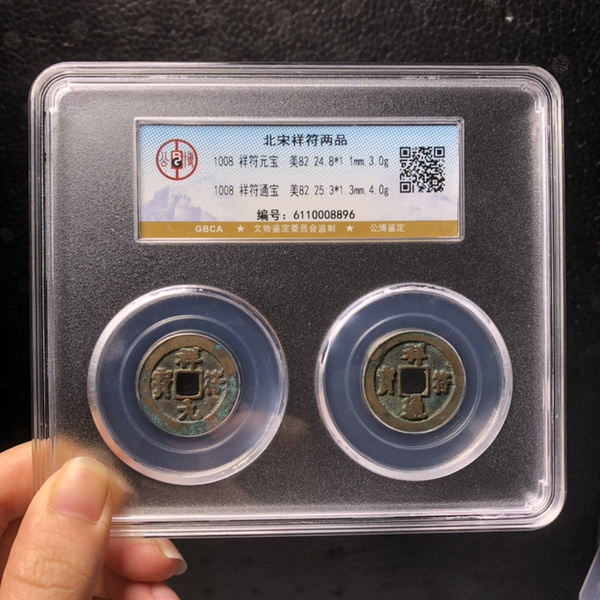 北宋祥符两品
1008 祥符元宝 美82 24.8*1.1mm 3.0g
1008 祥符通宝 美82 25.3*1.3mm 4.0g
编号：6110008896
GBCA ★ 文物鉴定委员会监制 ★ 公博鉴定
祥符元寳
祥符通寳